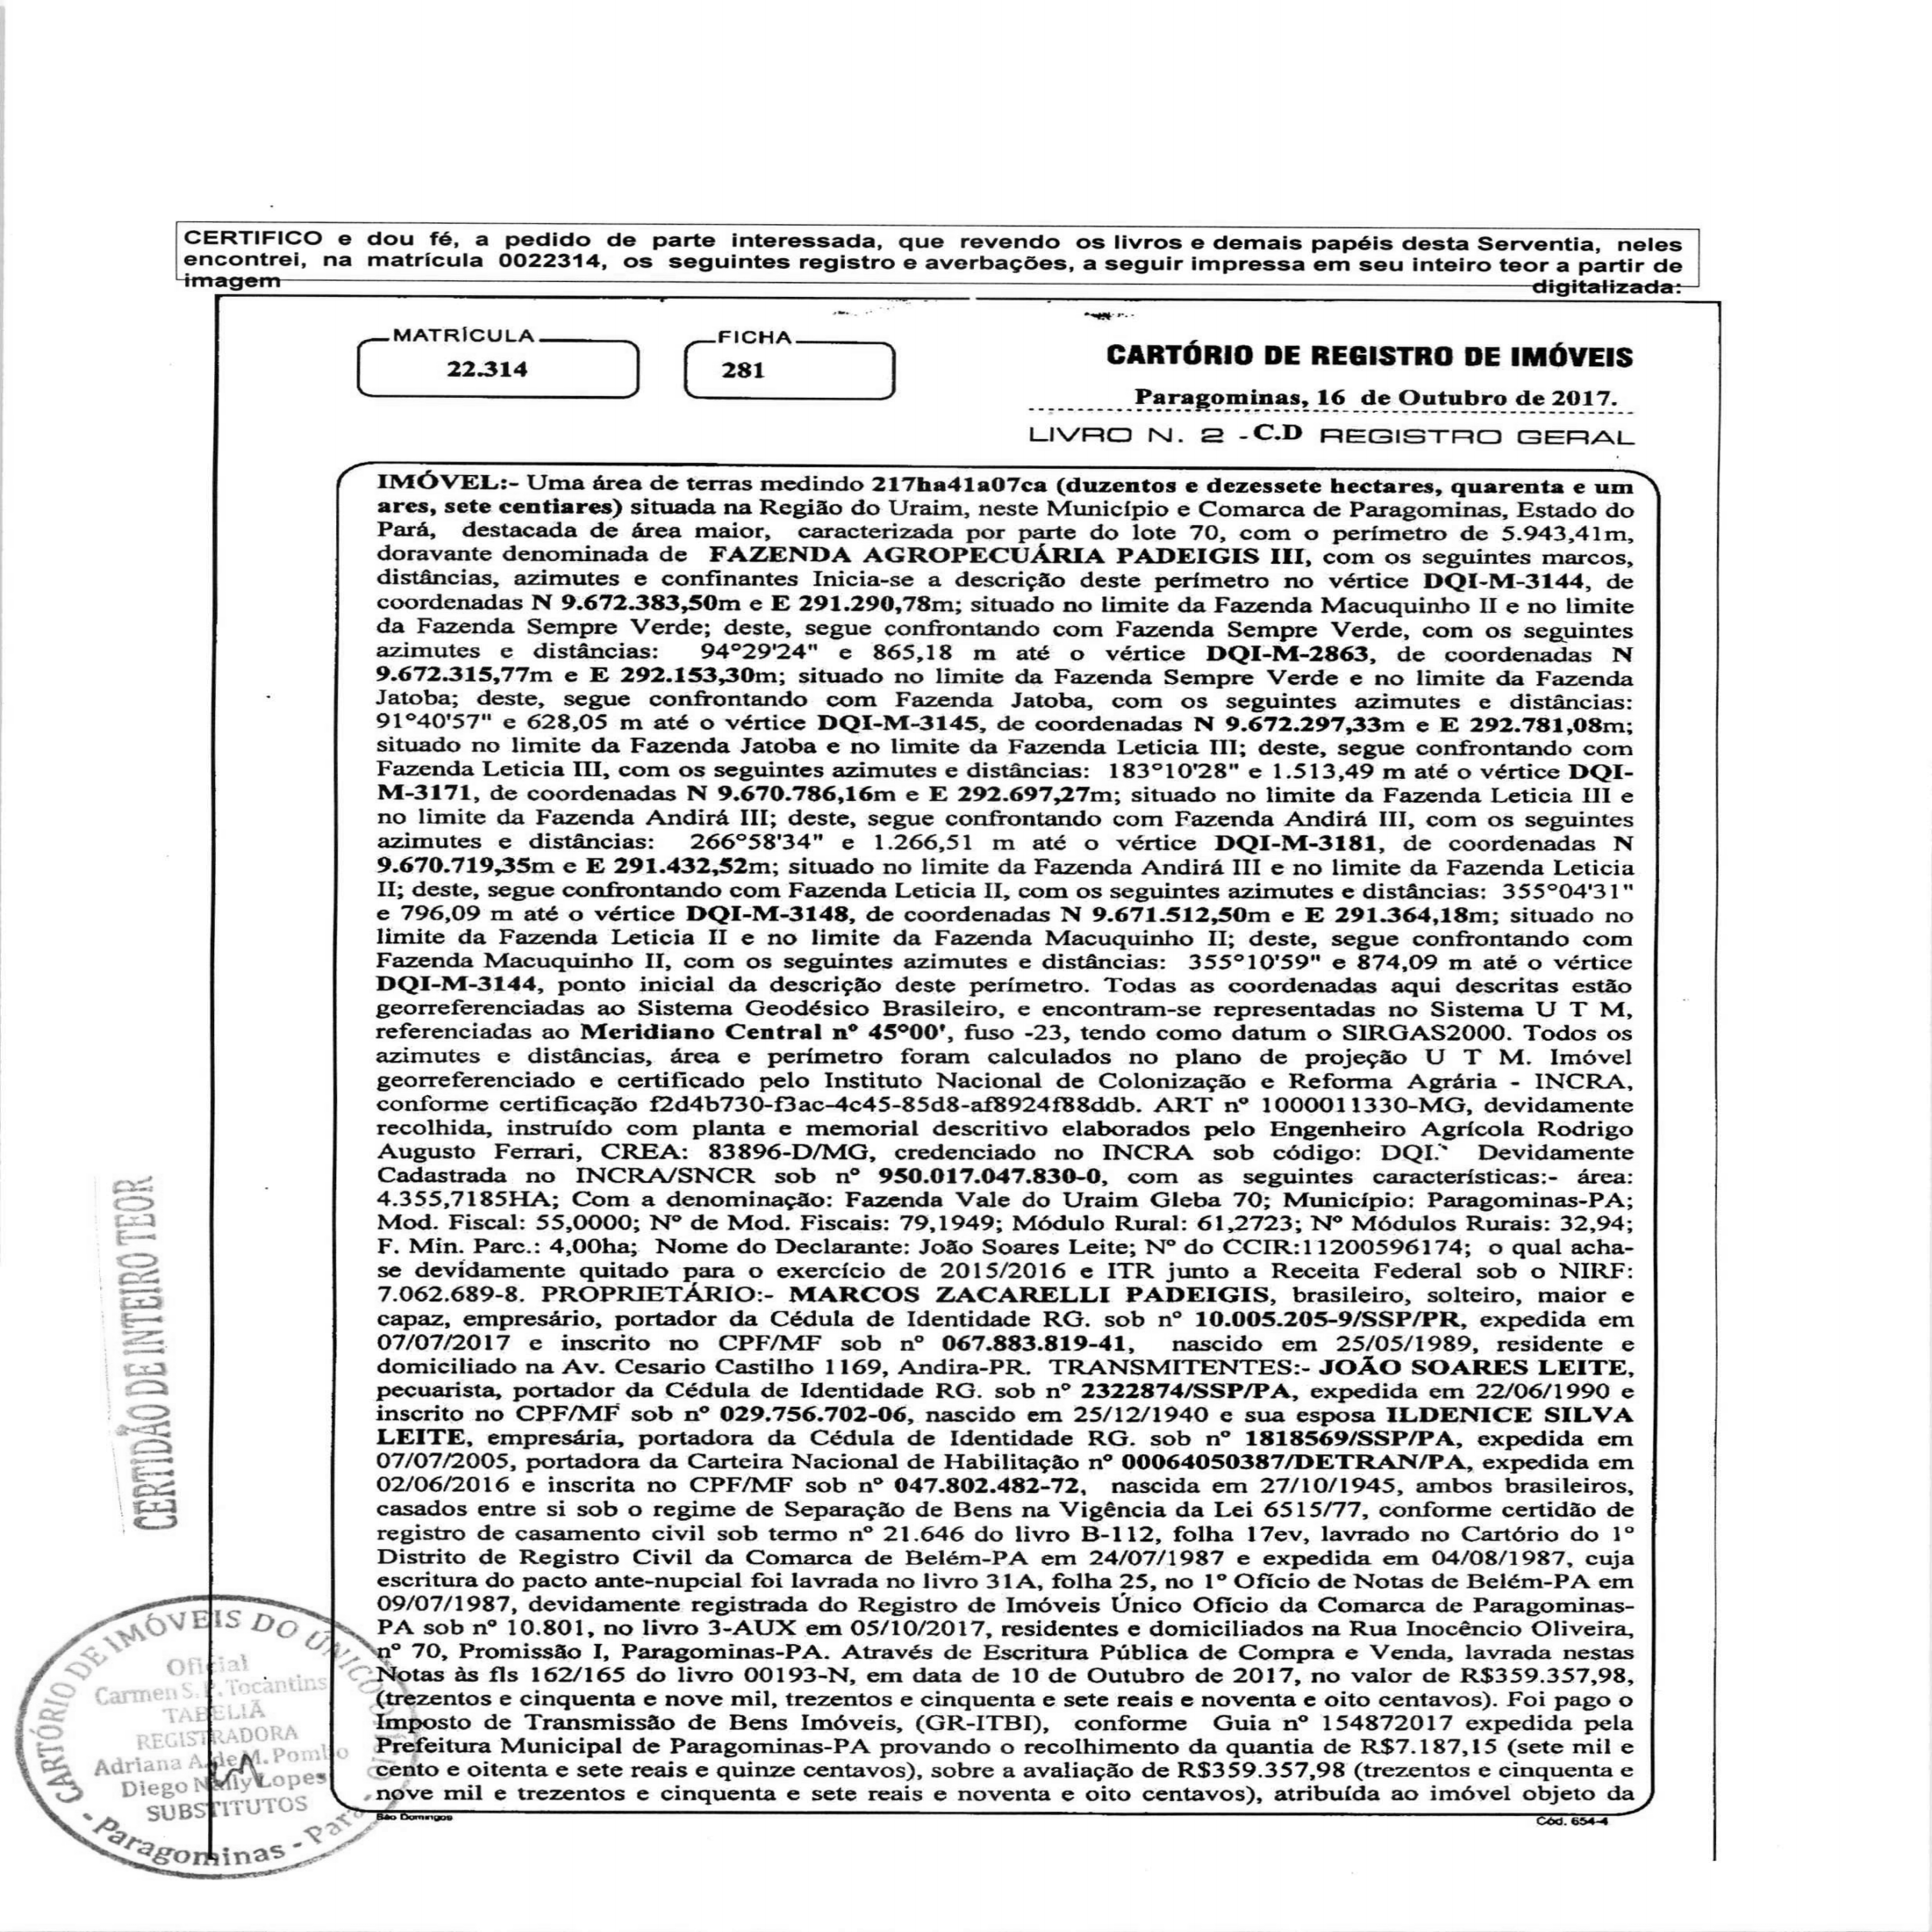 CERTIFICO e dou fé, a pedido de parte interessada, que revendo os livros e demais papéis desta Serventia, neles
encontrei, na matrícula 0022314, os seguintes registro e averbações, a seguir impressa em seu inteiro teor a partir de
imagem digitalizada:
MATRÍCULA
22.314
FICHA
281
CARTÓRIO DE REGISTRO DE IMÓVEIS
Paragominas, 16 de Outubro de 2017.
LIVRO N. 2 - C.D REGISTRO GERAL
IMÓVEL:- Uma área de terras medindo 217ha41a07ca (duzentos e dezessete hectares, quarenta e um
ares, sete centiares) situada na Região do Uraim, neste Município e Comarca de Paragominas, Estado do
Pará, destacada de área maior, caracterizada por parte do lote 70, com o perímetro de 5.943,41m,
doravante denominada de FAZENDA AGROPECUÁRIA PADEIGIS III, com os seguintes marcos,
distâncias, azimutes e confinantes Inicia-se a descrição deste perímetro no vértice DQI-M-3144, de
coordenadas N 9.672.383,50m e E 291.290,78m; situado no limite da Fazenda Macuquinho II e no limite
da Fazenda Sempre Verde; deste, segue confrontando com Fazenda Sempre Verde, com os seguintes
azimutes e distâncias: 94°29'24" e 865,18 m até o vértice DQI-M-2863, de coordenadas N
9.672.315,77m e E 292.153,30m; situado no limite da Fazenda Sempre Verde e no limite da Fazenda
Jatoba; deste, segue confrontando com Fazenda Jatoba, com os seguintes azimutes e distâncias:
91°40'57" e 628,05 m até o vértice DQI-M-3145, de coordenadas N 9.672.297,33m e E 292.781,08m;
situado no limite da Fazenda Jatoba e no limite da Fazenda Leticia III; deste, segue confrontando com
Fazenda Leticia III, com os seguintes azimutes e distâncias: 183°10'28" e 1.513,49 m até o vértice DQI-
M-3171, de coordenadas N 9.670.786,16m e E 292.697,27m; situado no limite da Fazenda Leticia III e
no limite da Fazenda Andirá III; deste, segue confrontando com Fazenda Andirá III, com os seguintes
azimutes e distâncias: 266°58'34" e 1.266,51 m até o vértice DQI-M-3181, de coordenadas N
9.670.719,35m e E 291.432,52m; situado no limite da Fazenda Andirá III e no limite da Fazenda Leticia
II; deste, segue confrontando com Fazenda Leticia II, com os seguintes azimutes e distâncias: 355°04'31"
e 796,09 m até o vértice DQI-M-3148, de coordenadas N 9.671.512,50m e E 291.364,18m; situado no
limite da Fazenda Leticia II e no limite da Fazenda Macuquinho II; deste, segue confrontando com
Fazenda Macuquinho II, com os seguintes azimutes e distâncias: 355°10'59" e 874,09 m até o vértice
DQI-M-3144, ponto inicial da descrição deste perímetro. Todas as coordenadas aqui descritas estão
georreferenciadas ao Sistema Geodésico Brasileiro, e encontram-se representadas no Sistema U T M,
referenciadas ao Meridiano Central nº 45°00', fuso -23, tendo como datum o SIRGAS2000. Todos os
azimutes e distâncias, área e perímetro foram calculados no plano de projeção U T M. Imóvel
georreferenciado e certificado pelo Instituto Nacional de Colonização e Reforma Agrária - INCRA,
conforme certificação f2d4b730-f3ac-4c45-85d8-af8924f88ddb. ART nº 1000011330-MG, devidamente
recolhida, instruído com planta e memorial descritivo elaborados pelo Engenheiro Agrícola Rodrigo
Augusto Ferrari, CREA: 83896-D/MG, credenciado no INCRA sob código: DQI. Devidamente
Cadastrada no INCRA/SNCR sob nº 950.017.047.830-0, com as seguintes características:- área:
4.355,7185HA; Com a denominação: Fazenda Vale do Uraim Gleba 70; Município: Paragominas-PA;
Mod. Fiscal: 55,0000; Nº de Mod. Fiscais: 79,1949; Módulo Rural: 61,2723; Nº Módulos Rurais: 32,94;
F. Min. Parc.: 4,00ha; Nome do Declarante: João Soares Leite; Nº do CCIR:11200596174; o qual acha-
se devidamente quitado para o exercício de 2015/2016 e ITR junto a Receita Federal sob o NIRF:
7.062.689-8. PROPRIETÁRIO:- MARCOS ZACARELLI PADEIGIS, brasileiro, solteiro, maior e
capaz, empresário, portador da Cédula de Identidade RG. sob nº 10.005.205-9/SSP/PR, expedida em
07/07/2017 e inscrito no CPF/MF sob nº 067.883.819-41, nascido em 25/05/1989, residente e
domiciliado na Av. Cesario Castilho 1169, Andira-PR. TRANSMITENTES:- JOÃO SOARES LEITE,
pecuarista, portador da Cédula de Identidade RG. sob nº 2322874/SSP/PA, expedida em 22/06/1990 e
inscrito no CPF/MF sob nº 029.756.702-06, nascido em 25/12/1940 e sua esposa ILDENICE SILVA
LEITE, empresária, portadora da Cédula de Identidade RG. sob nº 1818569/SSP/PA, expedida em
07/07/2005, portadora da Carteira Nacional de Habilitação nº 00064050387/DETRAN/PA, expedida em
02/06/2016 e inscrita no CPF/MF sob nº 047.802.482-72, nascida em 27/10/1945, ambos brasileiros,
casados entre si sob o regime de Separação de Bens na Vigência da Lei 6515/77, conforme certidão de
registro de casamento civil sob termo nº 21.646 do livro B-112, folha 17ev, lavrado no Cartório do 1º
Distrito de Registro Civil da Comarca de Belém-PA em 24/07/1987 e expedida em 04/08/1987, cuja
escritura do pacto ante-nupcial foi lavrada no livro 31A, folha 25, no 1º Ofício de Notas de Belém-PA em
09/07/1987, devidamente registrada do Registro de Imóveis Único Ofício da Comarca de Paragominas-
PA sob nº 10.801, no livro 3-AUX em 05/10/2017, residentes e domiciliados na Rua Inocêncio Oliveira,
nº 70, Promissão I, Paragominas-PA. Através de Escritura Pública de Compra e Venda, lavrada nestas
Notas às fls 162/165 do livro 00193-N, em data de 10 de Outubro de 2017, no valor de R$359.357,98,
(trezentos e cinquenta e nove mil, trezentos e cinquenta e sete reais e noventa e oito centavos). Foi pago o
Imposto de Transmissão de Bens Imóveis, (GR-ITBI), conforme Guia nº 154872017 expedida pela
Prefeitura Municipal de Paragominas-PA provando o recolhimento da quantia de R$7.187,15 (sete mil e
cento e oitenta e sete reais e quinze centavos), sobre a avaliação de R$359.357,98 (trezentos e cinquenta e
nove mil e trezentos e cinquenta e sete reais e noventa e oito centavos), atribuída ao imóvel objeto da
São Domingos
Cód. 654-4
CERTIDÃO DE INTEIRO TEOR
CARTÓRIO DE IMÓVEIS DO ÚNICO OFÍCIO
Oficial
Carmen S. P. Tocantins
TABELIÃ
REGISTRADORA
Adriana A. de M. Pombo
Diego Nally Lopes
SUBSTITUTOS
- Paragominas - Pará -